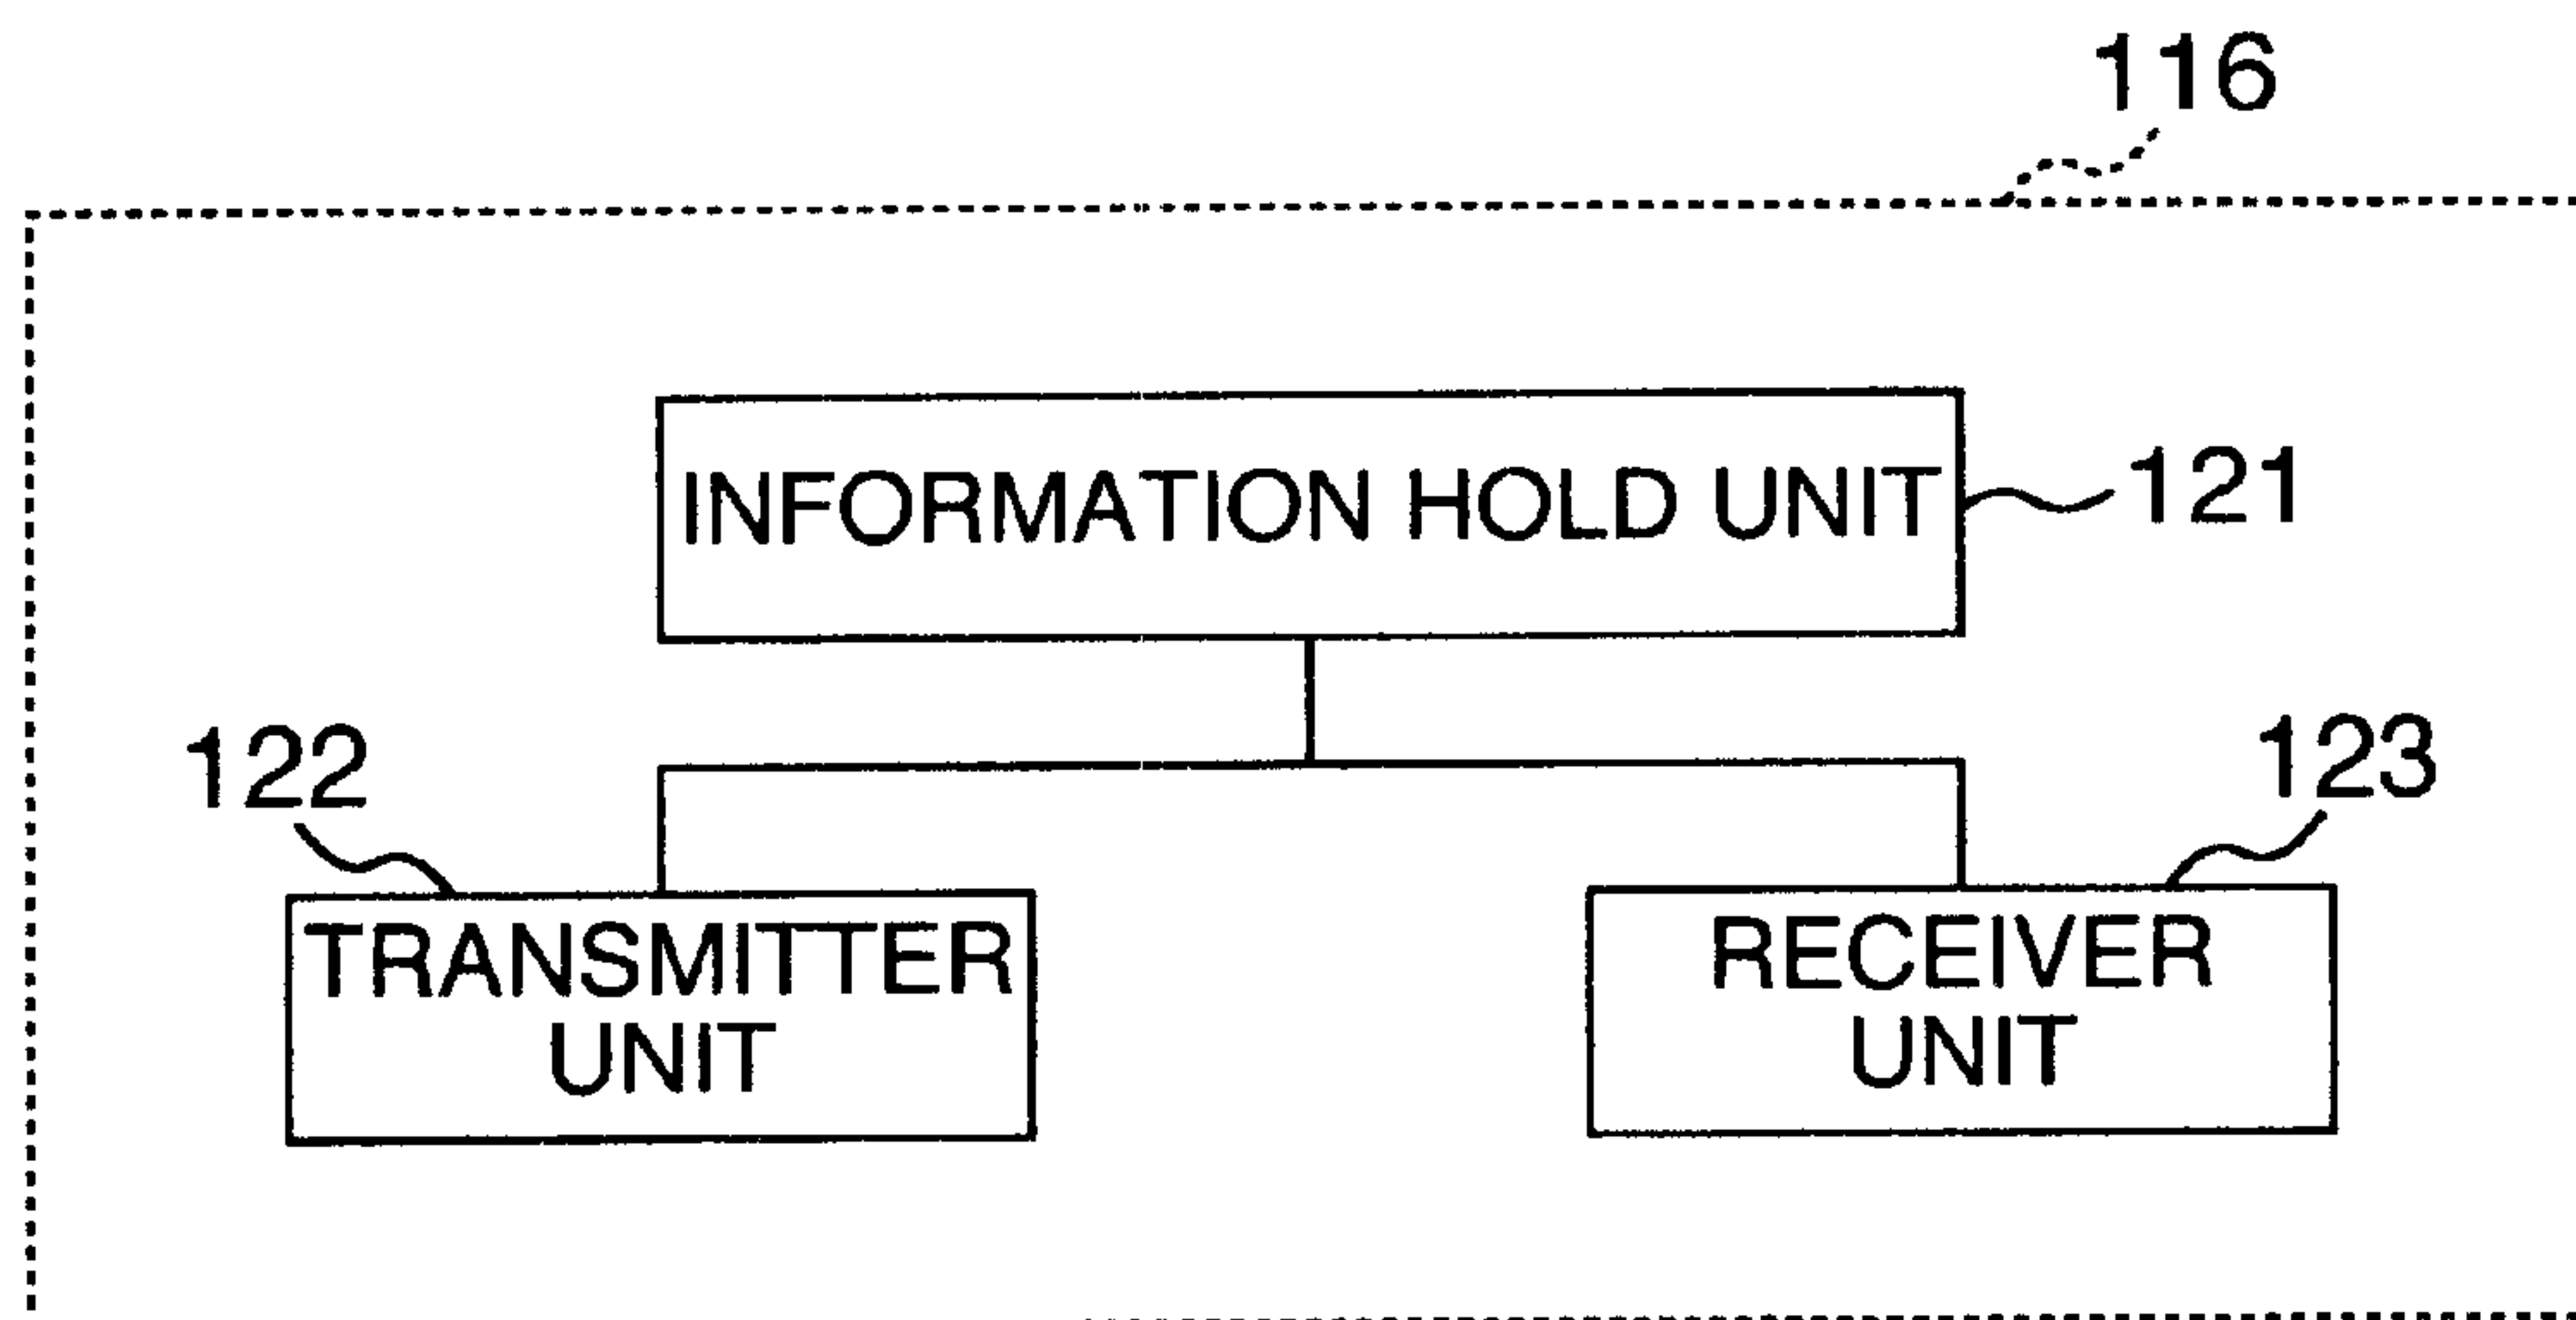 116
INFORMATION HOLD UNIT
121
122
123
TRANSMITTER
UNIT
RECEIVER
UNIT